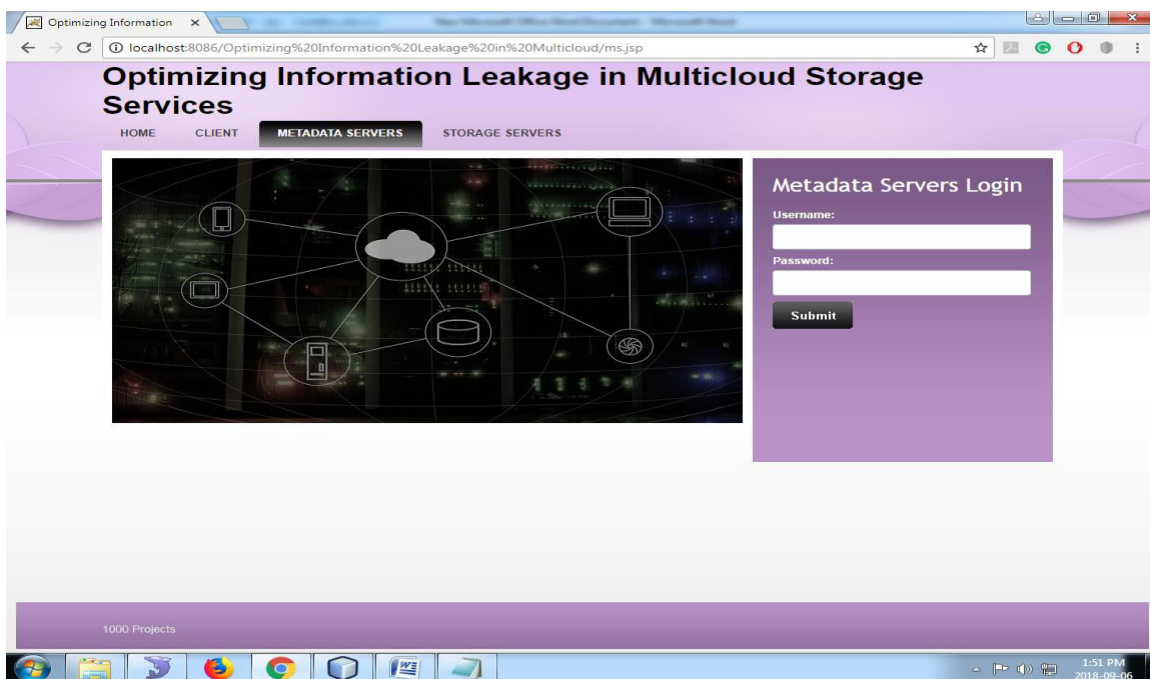 Optimizing Information
localhost:8086/Optimizing%20Information%20Leakage%20in%20Multicloud/ms.jsp
Optimizing Information Leakage in Multicloud Storage
Services
HOME CLIENT METADATA SERVERS STORAGE SERVERS
Metadata Servers Login
Username:
Password:
Submit
1000 Projects
1:51 PM
2018-09-06